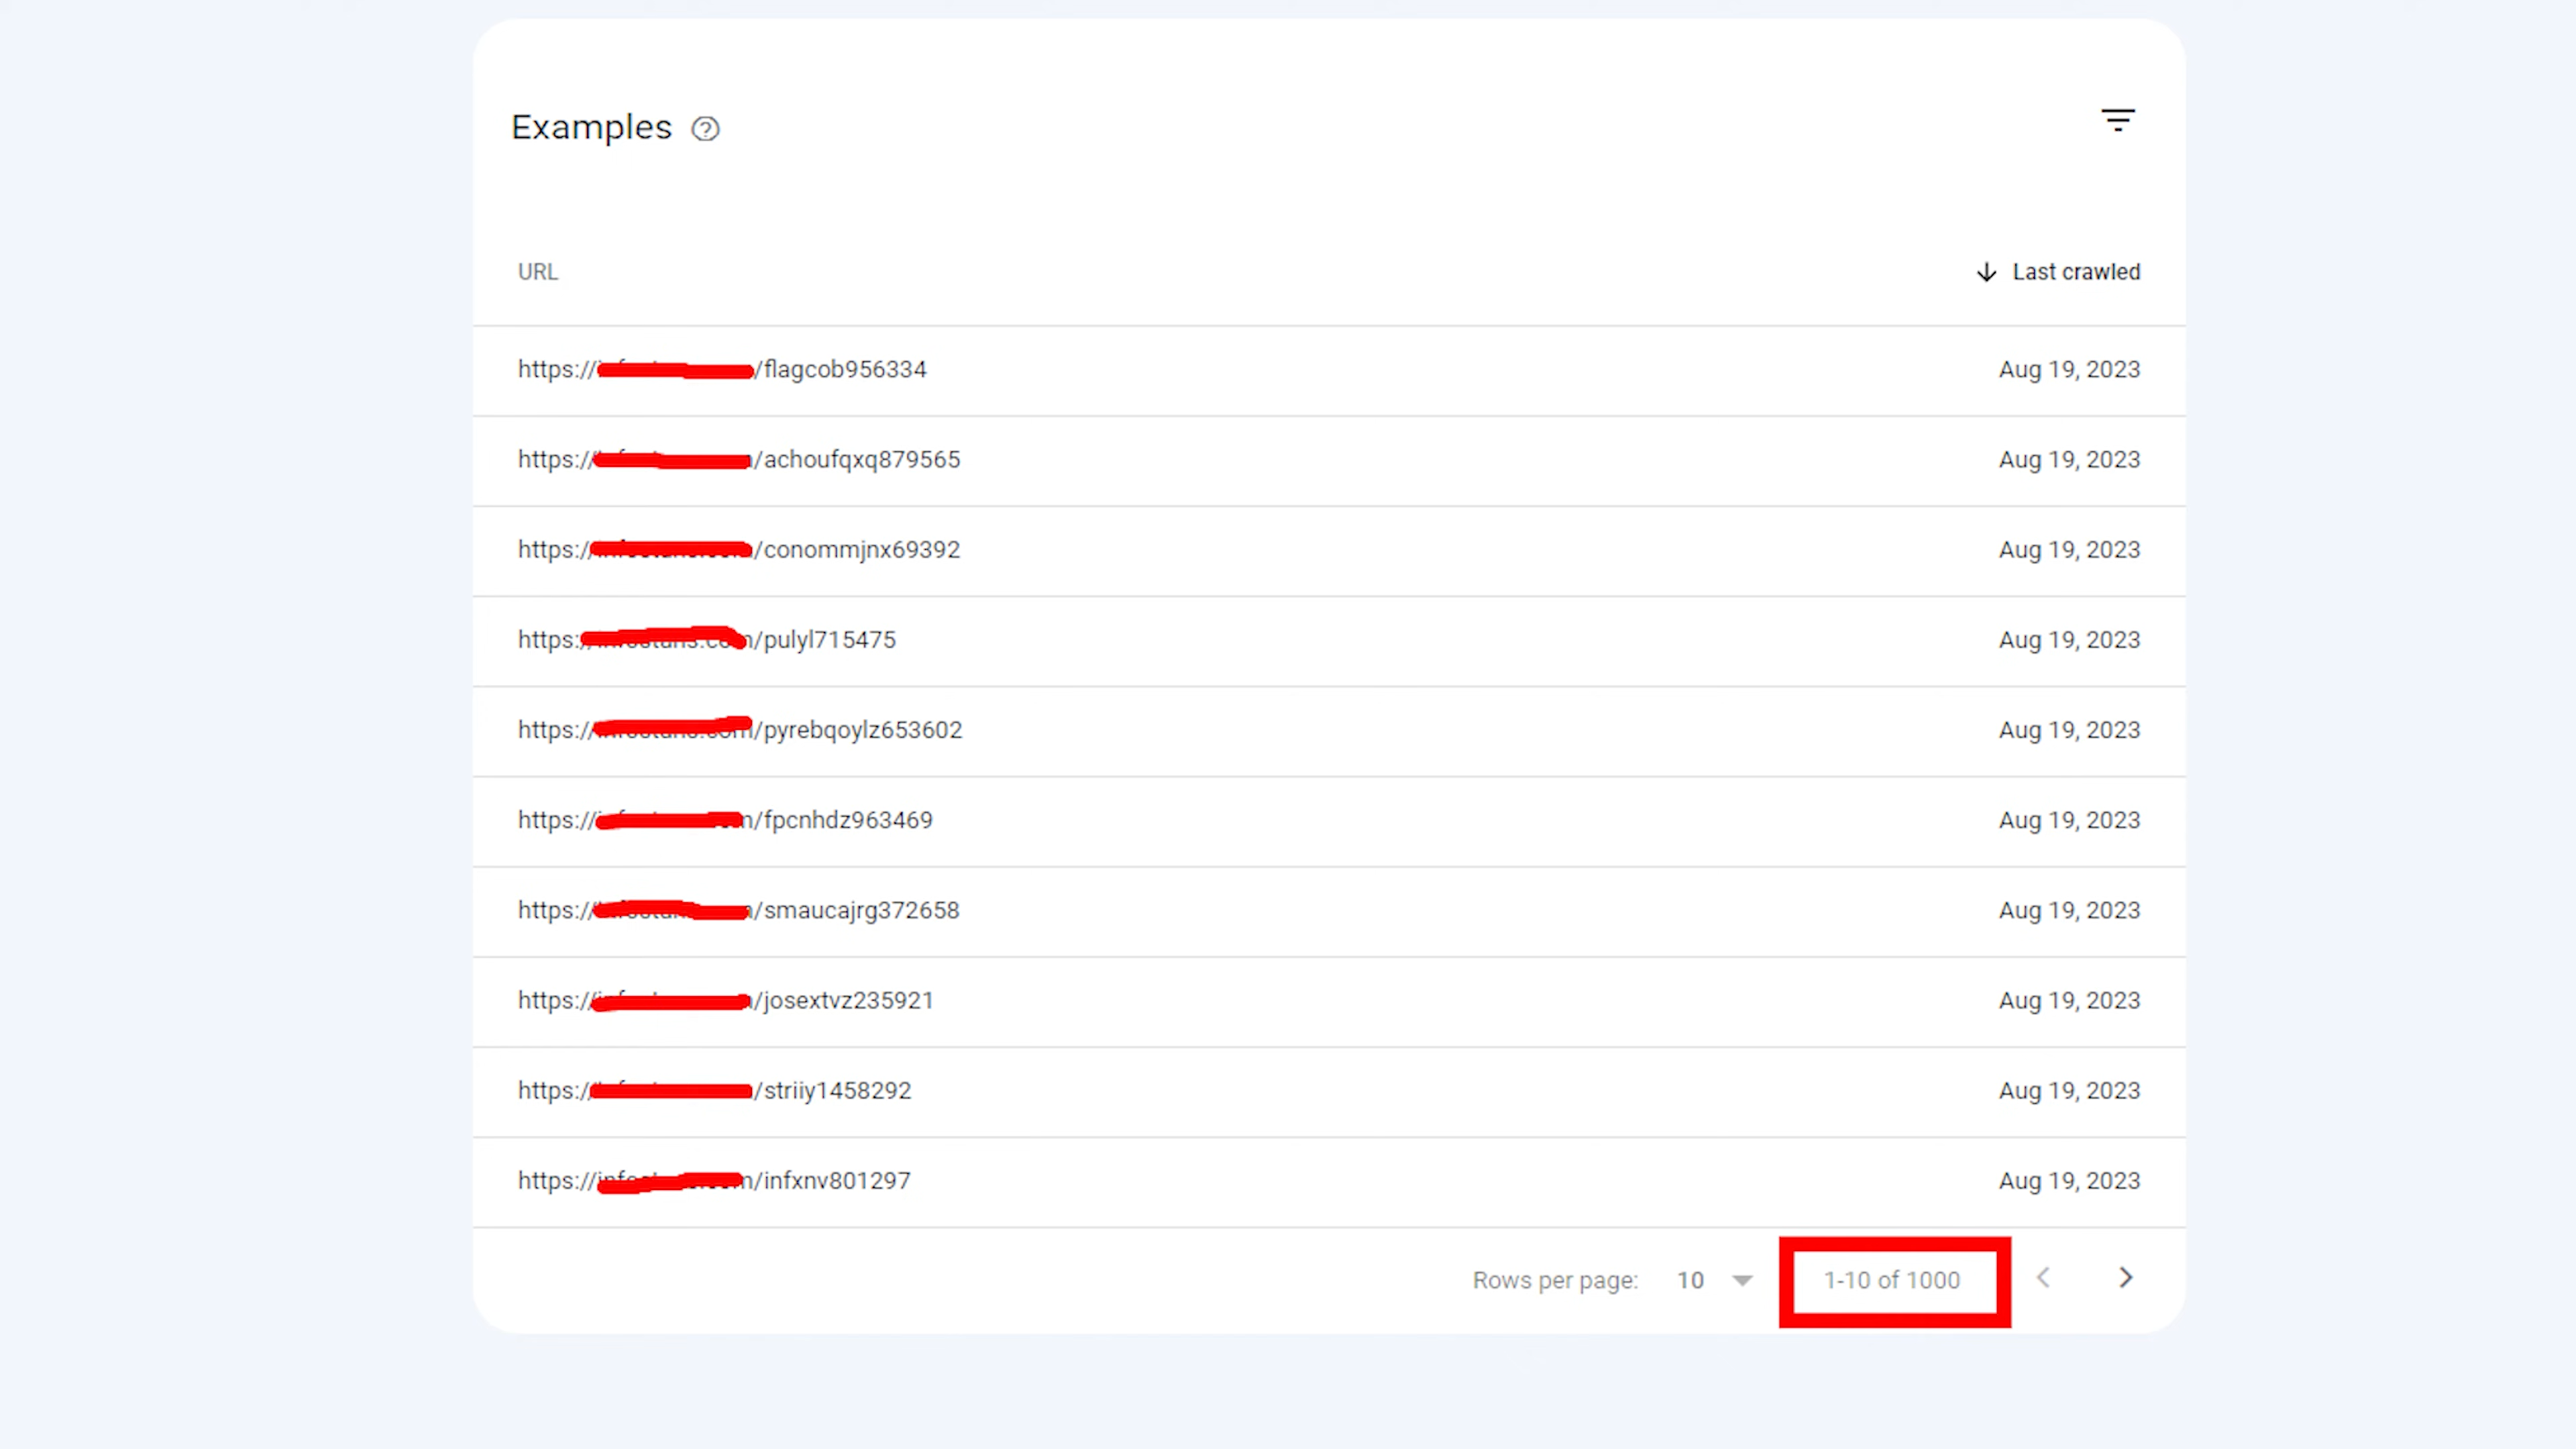 Examples
URL Last crawled
https:// /flagcob956334 Aug 19, 2023
https:// /achoufqxq879565 Aug 19, 2023
https:// /conommjnx69392 Aug 19, 2023
https:/ /pulyl715475 Aug 19, 2023
https:// /pyrebqoylz653602 Aug 19, 2023
https:// /fpcnhdz963469 Aug 19, 2023
https:// /smaucajrg372658 Aug 19, 2023
https:// /josextvz235921 Aug 19, 2023
https:// /striiy1458292 Aug 19, 2023
https:// /infxnv801297 Aug 19, 2023
Rows per page: 10 1-10 of 1000